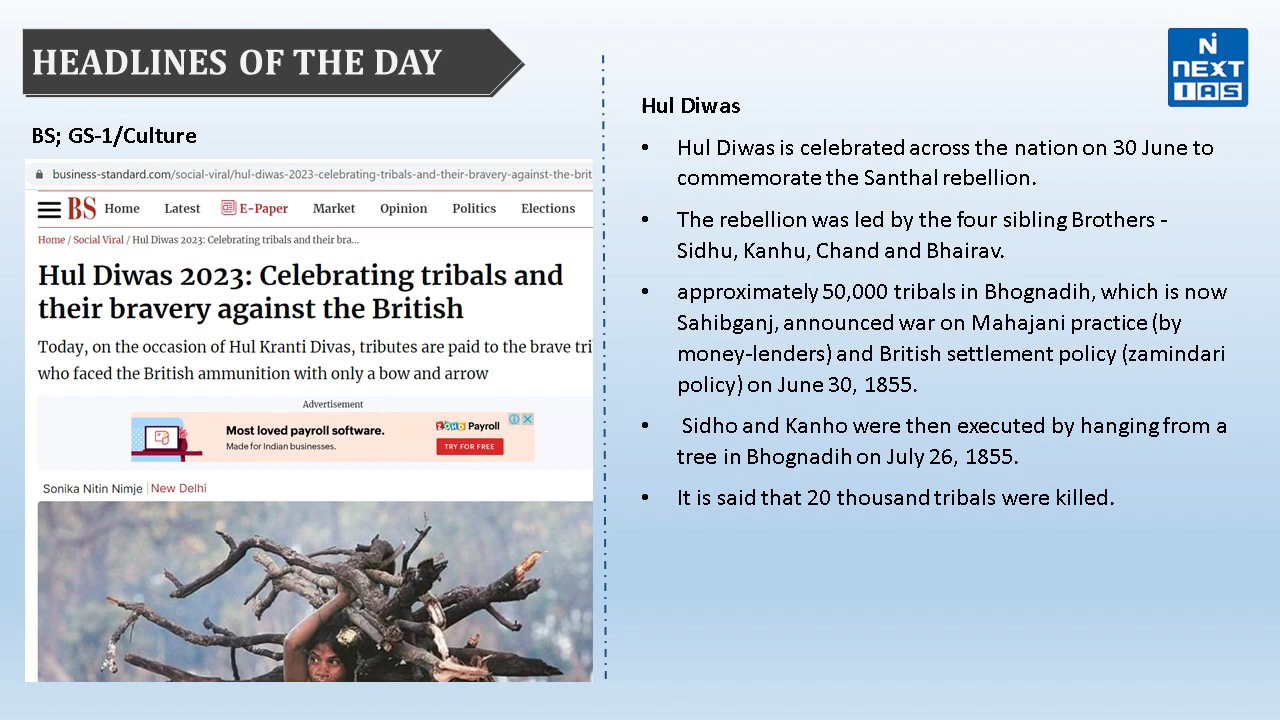 HEADLINES OF THE DAY
BS; GS-1/Culture
business-standard.com/social-viral/hul-diwas-2023-celebrating-tribals-and-their-bravery-against-the-brit
BS Home Latest E-Paper Market Opinion Politics Elections
Home / Social Viral / Hul Diwas 2023: Celebrating tribals and their bra...
Hul Diwas 2023: Celebrating tribals and
their bravery against the British
Today, on the occasion of Hul Kranti Divas, tributes are paid to the brave tri
who faced the British ammunition with only a bow and arrow
Advertisement
Most loved payroll software.
Made for Indian businesses.
ZOHO Payroll
TRY FOR FREE
Sonika Nitin Nimje | New Delhi
NEXT
IAS
Hul Diwas
• Hul Diwas is celebrated across the nation on 30 June to
commemorate the Santhal rebellion.
• The rebellion was led by the four sibling Brothers -
Sidhu, Kanhu, Chand and Bhairav.
• approximately 50,000 tribals in Bhognadih, which is now
Sahibganj, announced war on Mahajani practice (by
money-lenders) and British settlement policy (zamindari
policy) on June 30, 1855.
• Sidho and Kanho were then executed by hanging from a
tree in Bhognadih on July 26, 1855.
• It is said that 20 thousand tribals were killed.